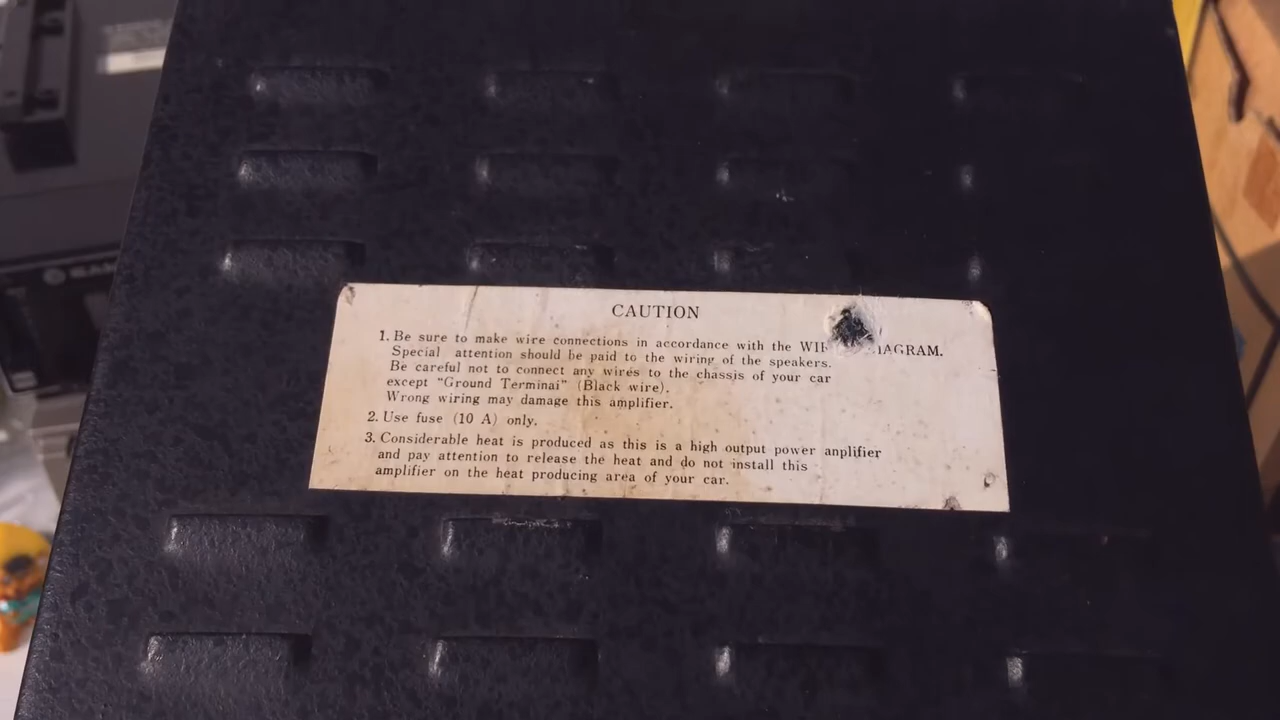 CAUTION
1. Be sure to make wire connections in accordance with the
Special attention should be paid to the wiring of the speakers.
Be careful not to connect any wires to the chassis of your car
except "Ground Terminai" (Black wire).
Wrong wiring may damage this amplifier.
2. Use fuse (10 A) only.
3. Considerable heat is produced as this is a high output power anplifier
and pay attention to release the heat and do not install this
amplifier on the heat producing area of your car.